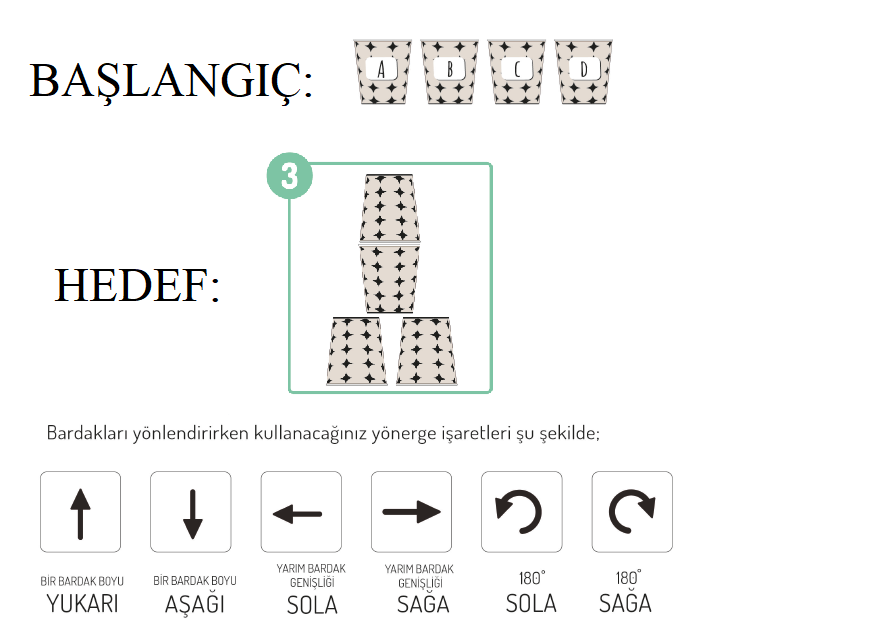 BAŞLANGIÇ:
A B C D
3
HEDEF:
Bardakları yönlendirirken kullanacağınız yönerge işaretleri şu şekilde;
BİR BARDAK BOYU
YUKARI
BİR BARDAK BOYU
AŞAĞI
YARIM BARDAK
GENİŞLİĞİ
SOLA
YARIM BARDAK
GENİŞLİĞİ
SAĞA
180°
SOLA
180°
SAĞA